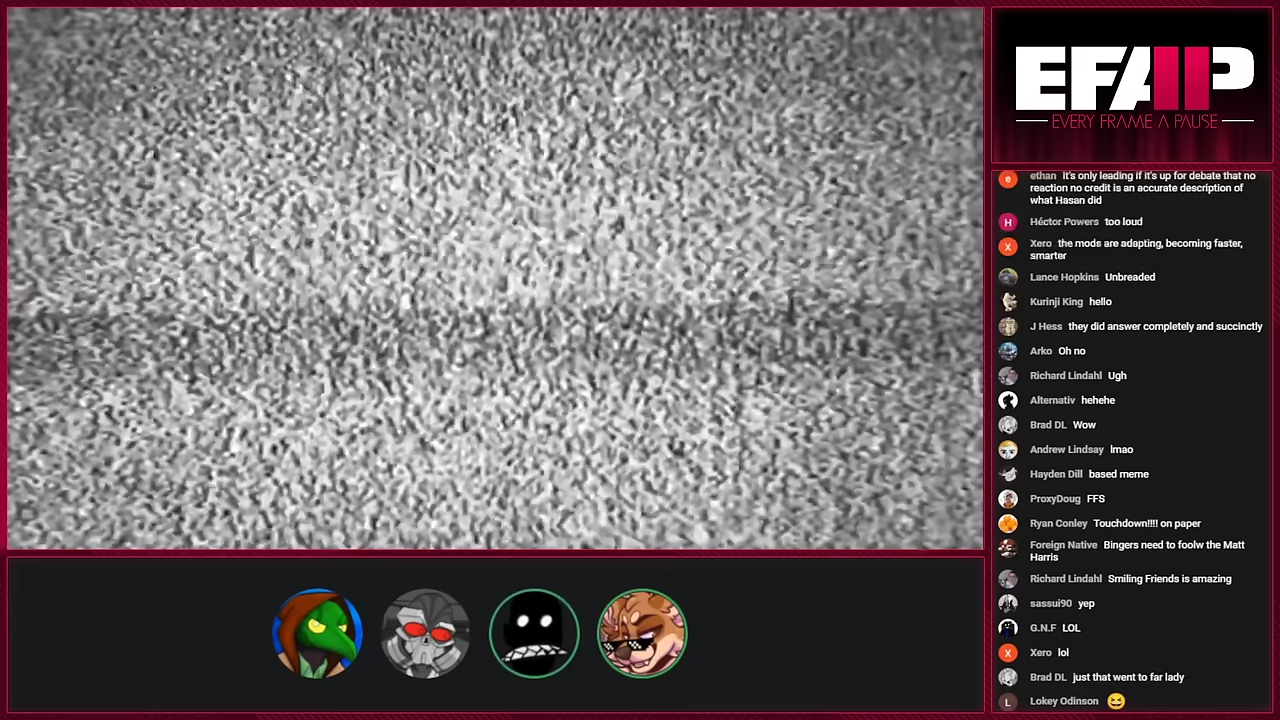 EFAP
EVERY FRAME A PAUSE
e
ethan it's only leading if it's up for debate that no
reaction no credit is an accurate description of
what Hasan did
H
Héctor Powers too loud
X
Xero the mods are adapting, becoming faster,
smarter
Lance Hopkins Unbreaded
Kurinji King hello
J Hess they did answer completely and succinctly
Arko Oh no
Richard Lindahl Ugh
Alternativ hehehe
Brad DL Wow
Andrew Lindsay lmao
Hayden Dill based meme
ProxyDoug FFS
Ryan Conley Touchdown!!!! on paper
Foreign Native Bingers need to foolw the Matt
Harris
Richard Lindahl Smiling Friends is amazing
sassui90 yep
G.N.F LOL
X
Xero lol
Brad DL just that went to far lady
L
Lokey Odinson 😆